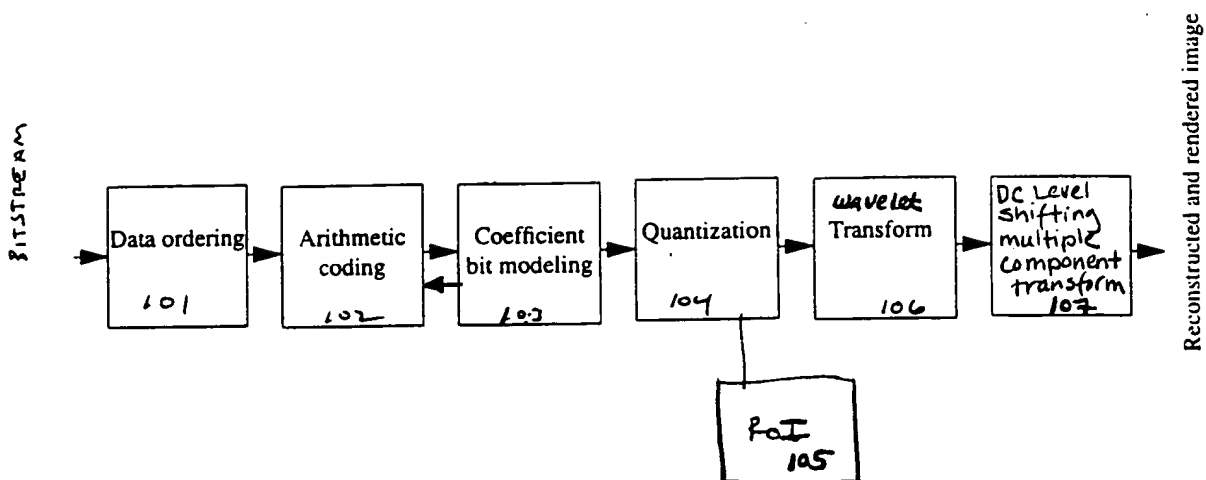 BITSTREAM
Data ordering
101
Arithmetic
coding
102
Coefficient
bit modeling
103
Quantization
104
wavelet
Transform
106
DC Level
shifting
multiple
component
transform
107
Reconstructed and rendered image
RoI
105